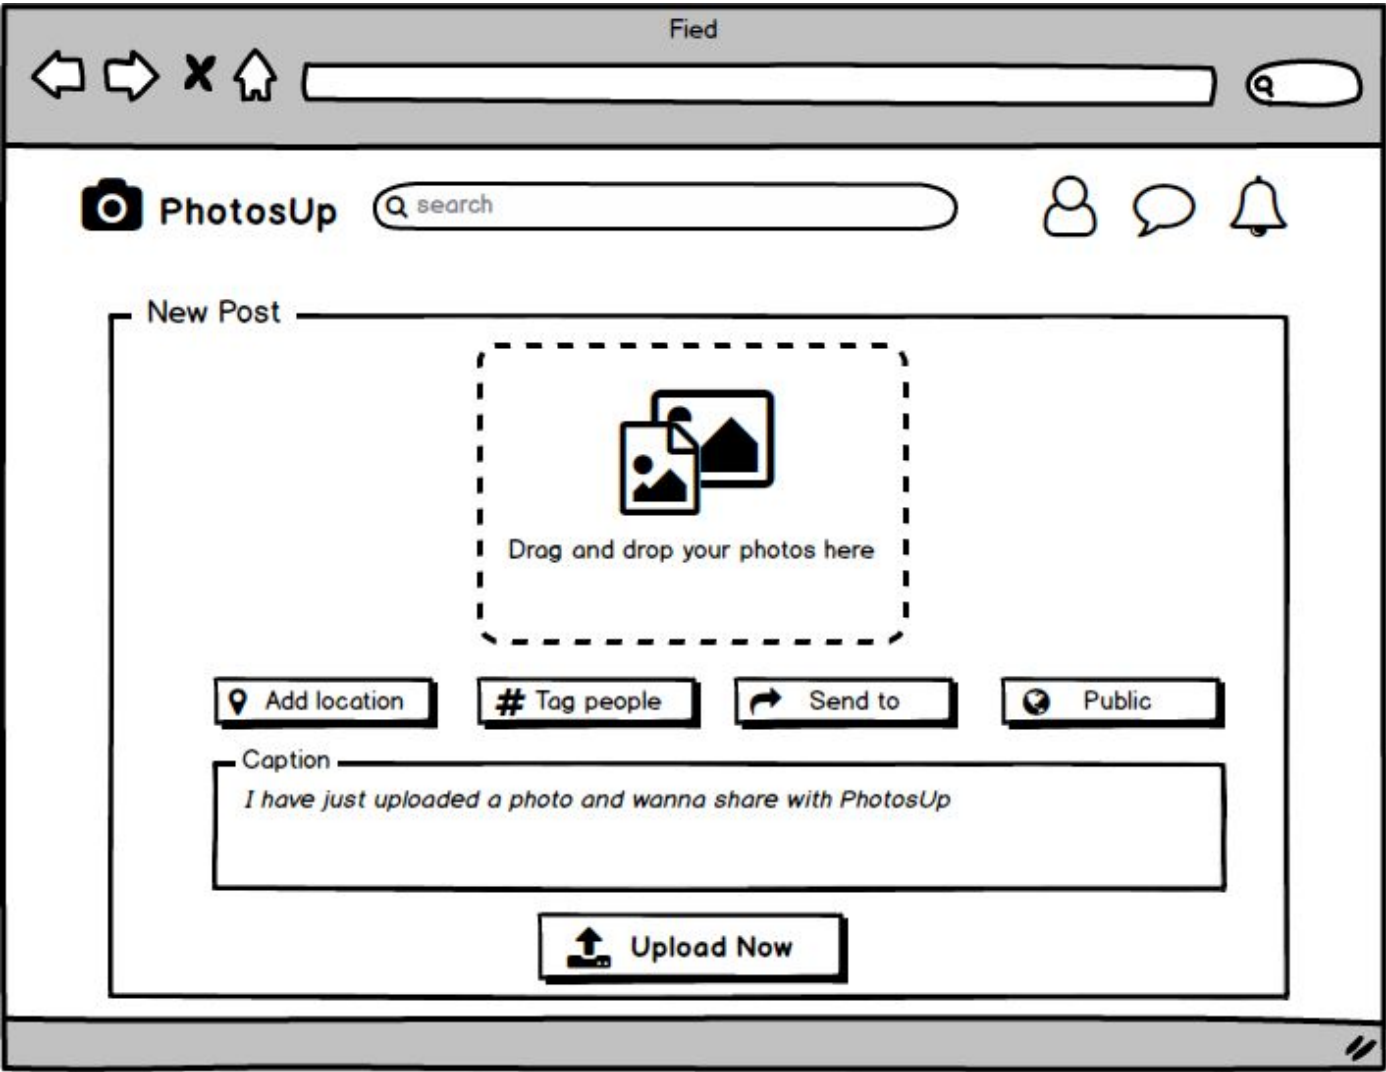 Fied
PhotosUp
search
New Post
Drag and drop your photos here
Add location
# Tag people
Send to
Public
Caption
I have just uploaded a photo and wanna share with PhotosUp
Upload Now